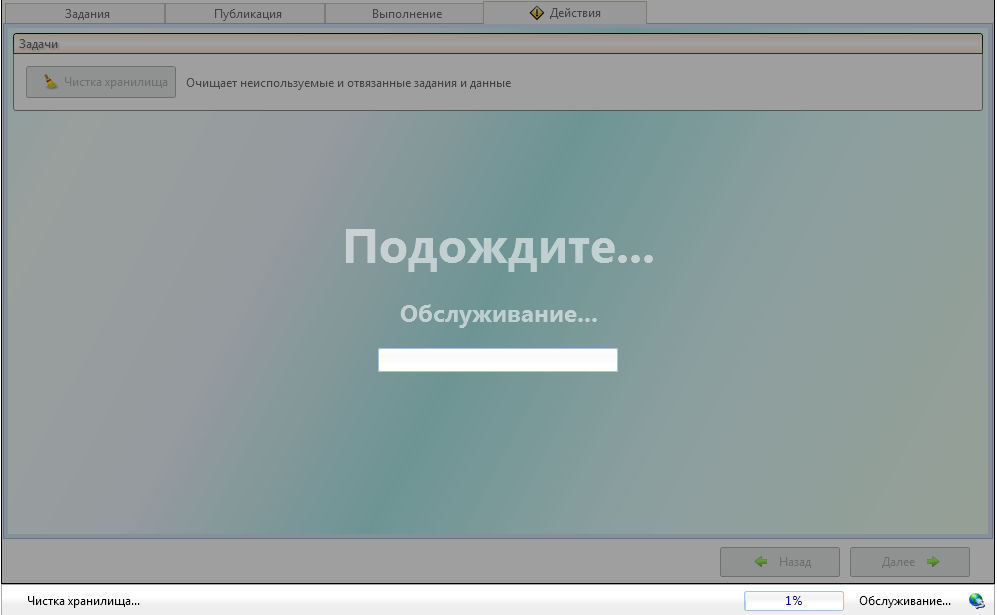 Задания Публикация Выполнение Действия
Задачи
Чистка хранилища Очищает неиспользуемые и отвязанные задания и данные
Подождите...
Обслуживание...
Назад Далее
Чистка хранилища... 1% Обслуживание...